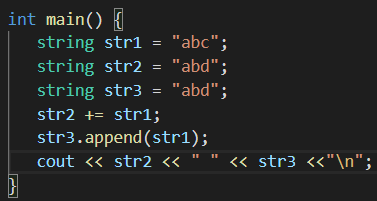 int main() {
string str1 = "abc";
string str2 = "abd";
string str3 = "abd";
str2 += str1;
str3.append(str1);
cout << str2 << " " << str3 <<"\n";
}